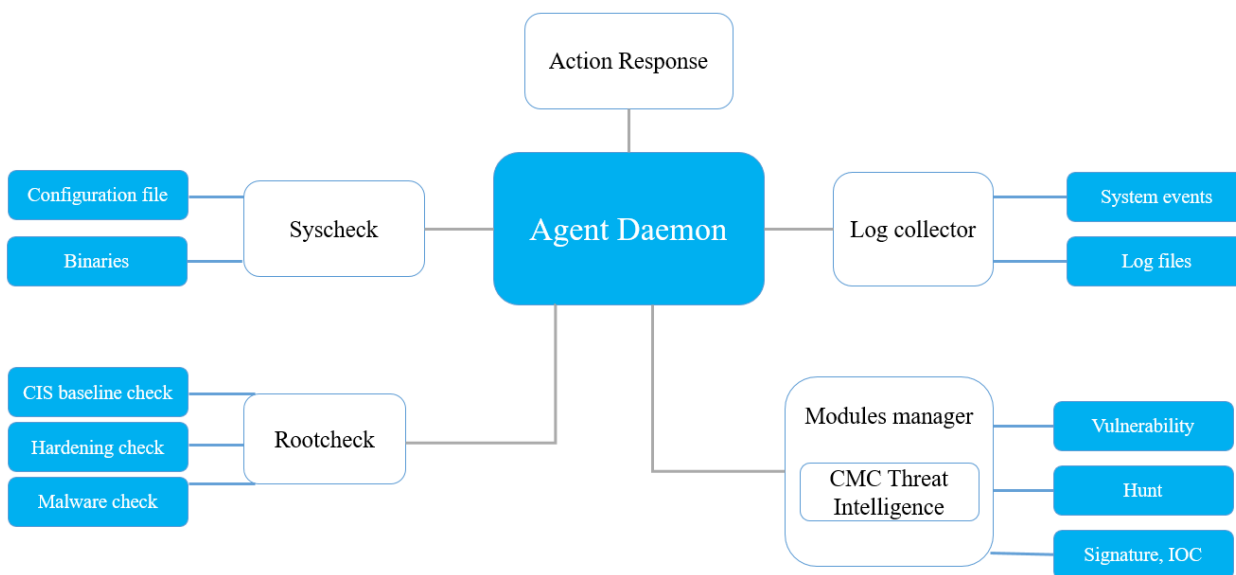 Action Response
Agent Daemon
Configuration file
Binaries
Syscheck
Log collector
System events
Log files
CIS baseline check
Hardening check
Malware check
Rootcheck
Modules manager
CMC Threat
Intelligence
Vulnerability
Hunt
Signature, IOC